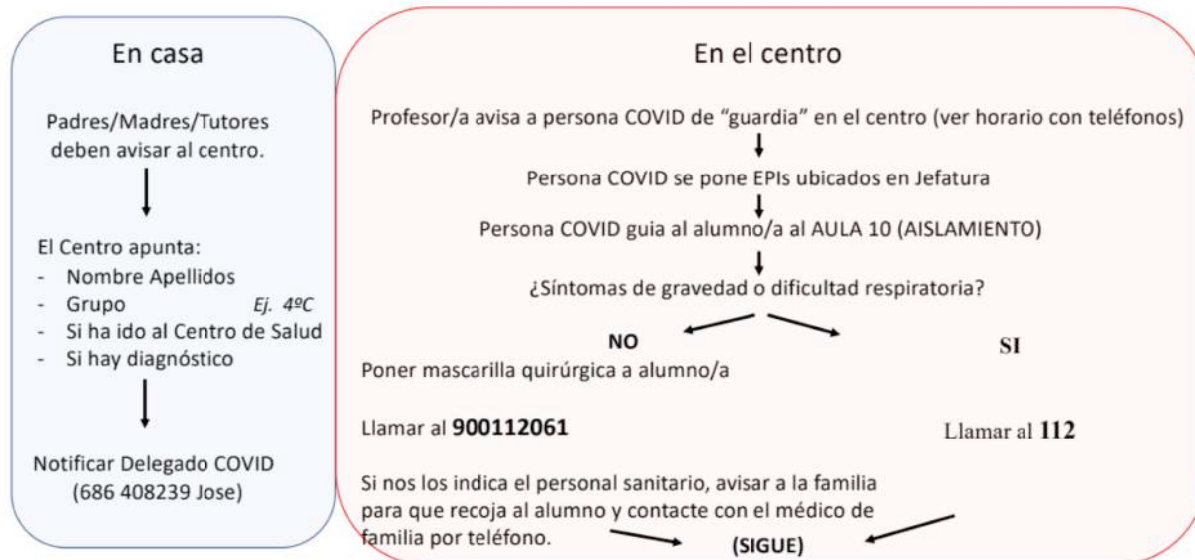 En casa
Padres/Madres/Tutores
deben avisar al centro.
El Centro apunta:
- Nombre Apellidos
- Grupo Ej. 4ºC
- Si ha ido al Centro de Salud
- Si hay diagnóstico
Notificar Delegado COVID
(686 408239 Jose)
En el centro
Profesor/a avisa a persona COVID de “guardia” en el centro (ver horario con teléfonos)
Persona COVID se pone EPIs ubicados en Jefatura
Persona COVID guia al alumno/a al AULA 10 (AISLAMIENTO)
¿Síntomas de gravedad o dificultad respiratoria?
NO
Poner mascarilla quirúrgica a alumno/a
Llamar al 900112061
Si nos los indica el personal sanitario, avisar a la familia
para que recoja al alumno y contacte con el médico de
familia por teléfono.
SI
Llamar al 112
(SIGUE)